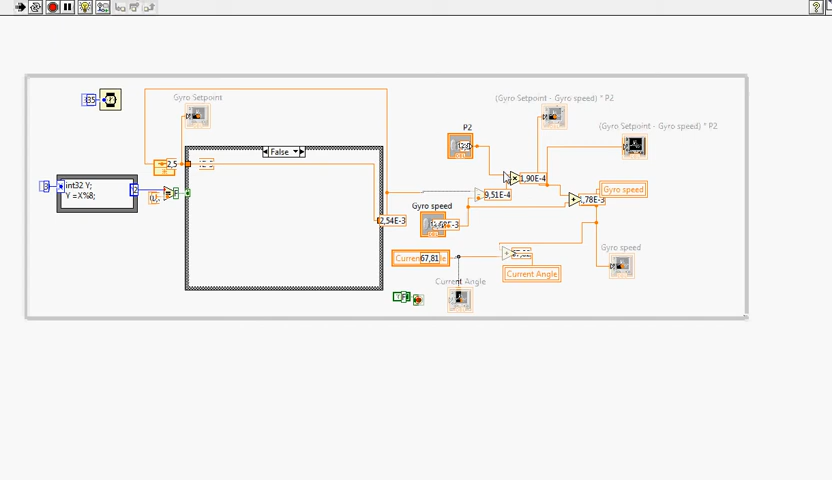 ?
35
Gyro Setpoint
(Gyro Setpoint - Gyro speed) * P2
(Gyro Setpoint - Gyro speed) * P2
P2
False
2,5
int32 Y;
Y =X%8;
1,90E-4
Gyro speed
9,51E-4
,78E-3
Gyro speed
2,54E-3
Gyro speed
67,81
Current Angle
Current Angle